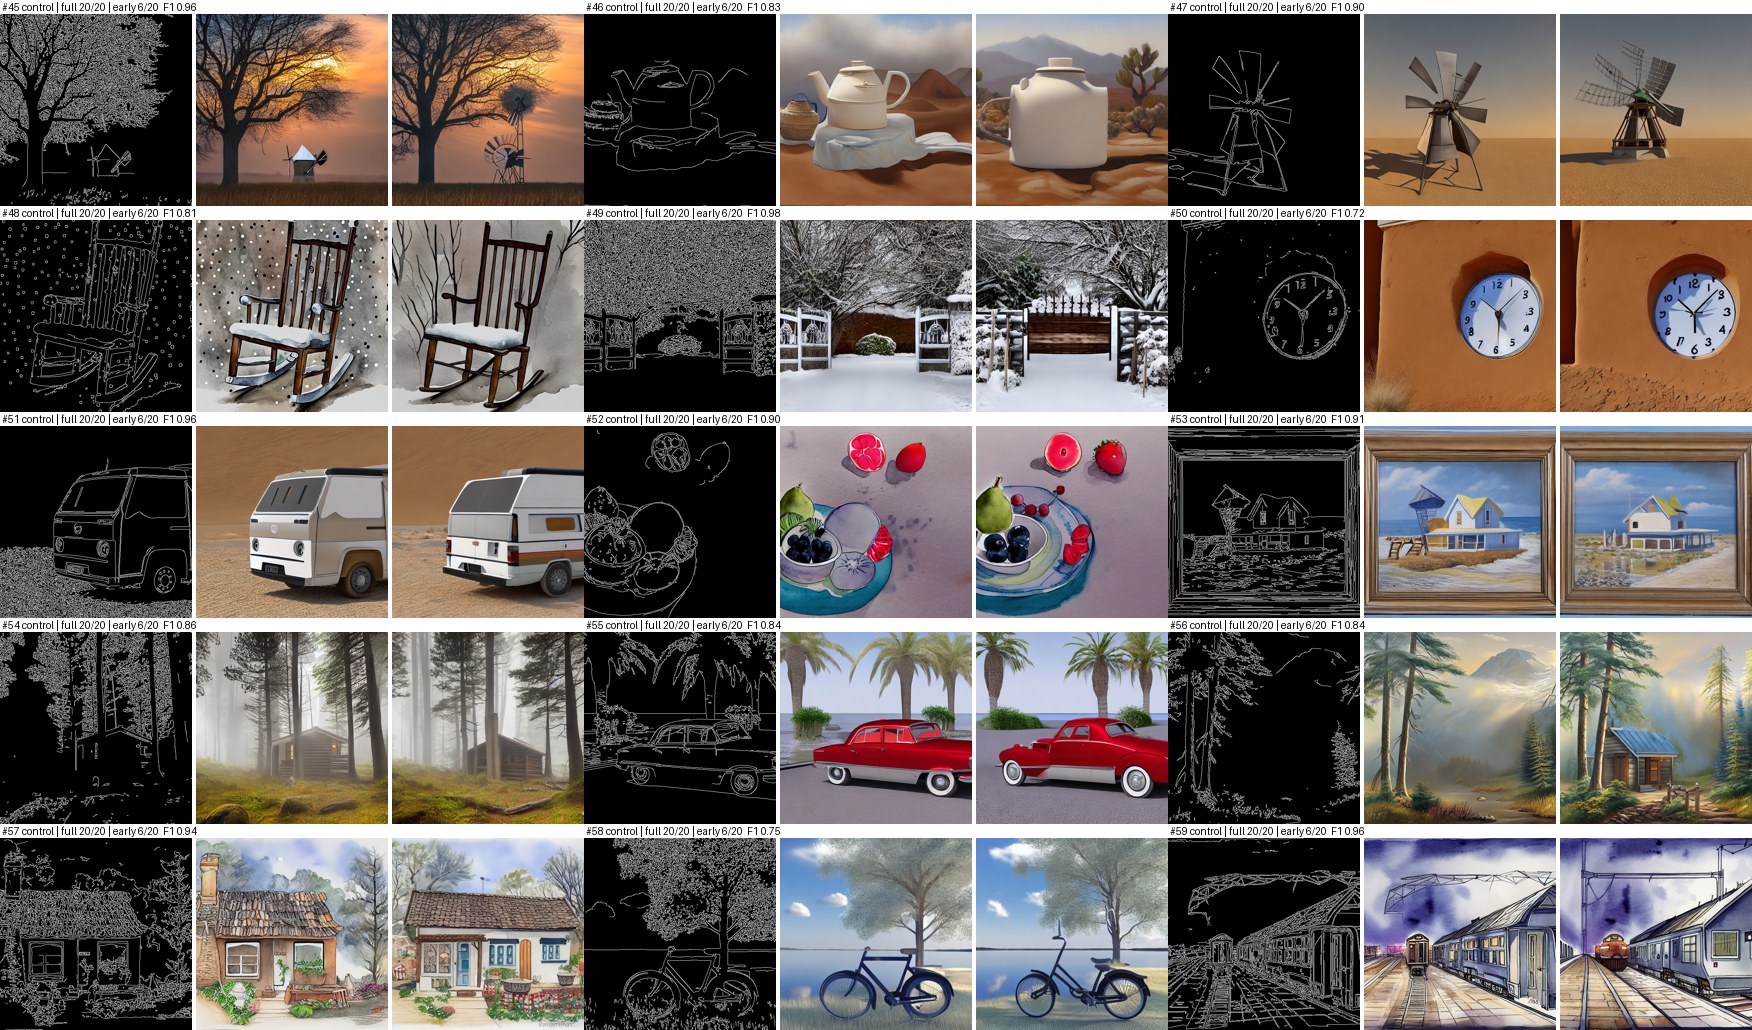 #45 control | full 20/20 | early 6/20 F1 0.96
#46 control | full 20/20 | early 6/20 F1 0.83
#47 control | full 20/20 | early 6/20 F1 0.90
#48 control | full 20/20 | early 6/20 F1 0.81
#49 control | full 20/20 | early 6/20 F1 0.98
#50 control | full 20/20 | early 6/20 F1 0.72
#51 control | full 20/20 | early 6/20 F1 0.96
#52 control | full 20/20 | early 6/20 F1 0.90
#53 control | full 20/20 | early 6/20 F1 0.91
#54 control | full 20/20 | early 6/20 F1 0.86
#55 control | full 20/20 | early 6/20 F1 0.84
#56 control | full 20/20 | early 6/20 F1 0.84
#57 control | full 20/20 | early 6/20 F1 0.94
#58 control | full 20/20 | early 6/20 F1 0.75
#59 control | full 20/20 | early 6/20 F1 0.96